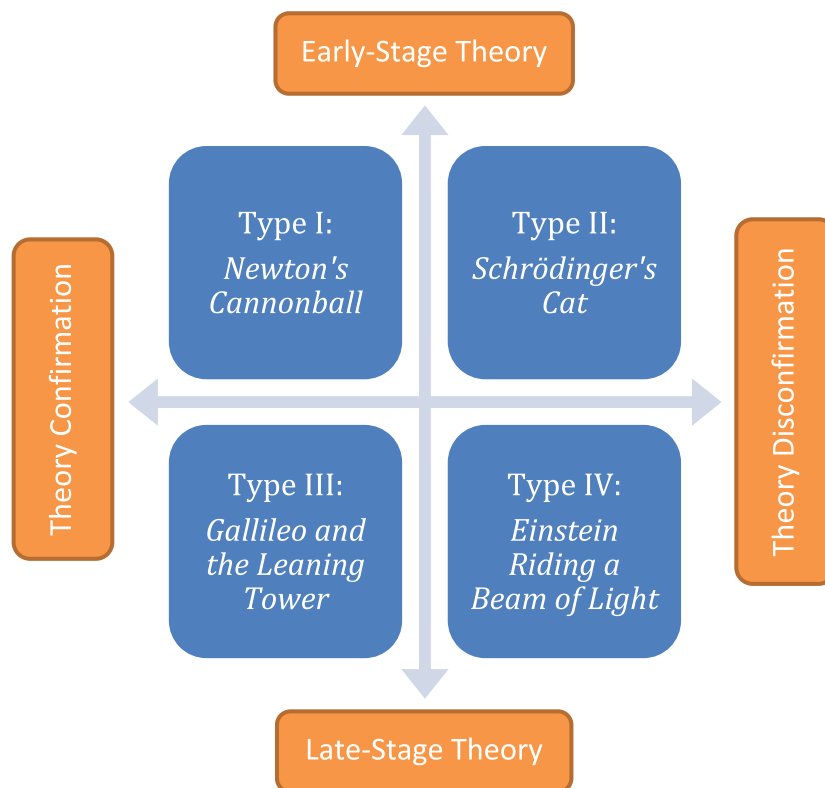 Early-Stage Theory
Type I:
Newton's
Cannonball
Type II:
Schrödinger's
Cat
Theory Confirmation
Theory Disconfirmation
Type III:
Gallileo and
the Leaning
Tower
Type IV:
Einstein
Riding a
Beam of Light
Late-Stage Theory